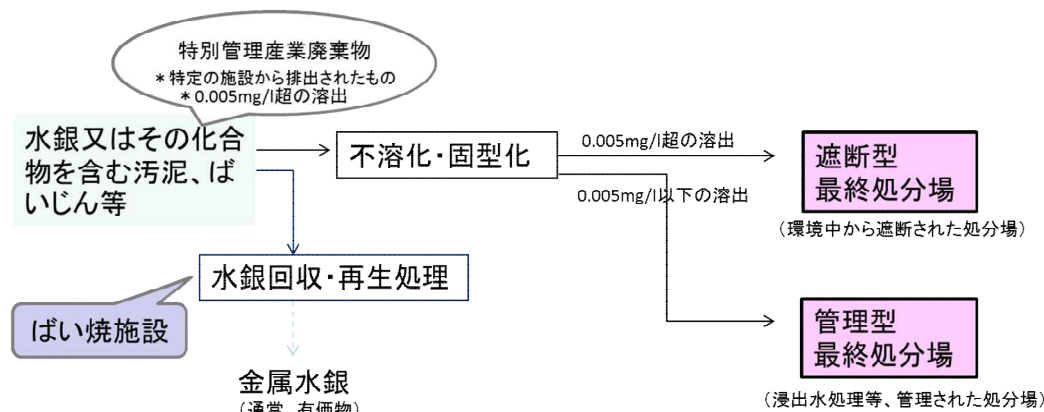 特別管理産業廃棄物
＊特定の施設から排出されたもの
＊0.005mg/l超の溶出
水銀又はその化合
物を含む汚泥、ば
いじん等
不溶化・固型化
0.005mg/l超の溶出
0.005mg/l以下の溶出
遮断型
最終処分場
（環境中から遮断された処分場）
水銀回収・再生処理
ばい焼施設
管理型
最終処分場
（浸出水処理等、管理された処分場）
金属水銀
（通常、有価物）